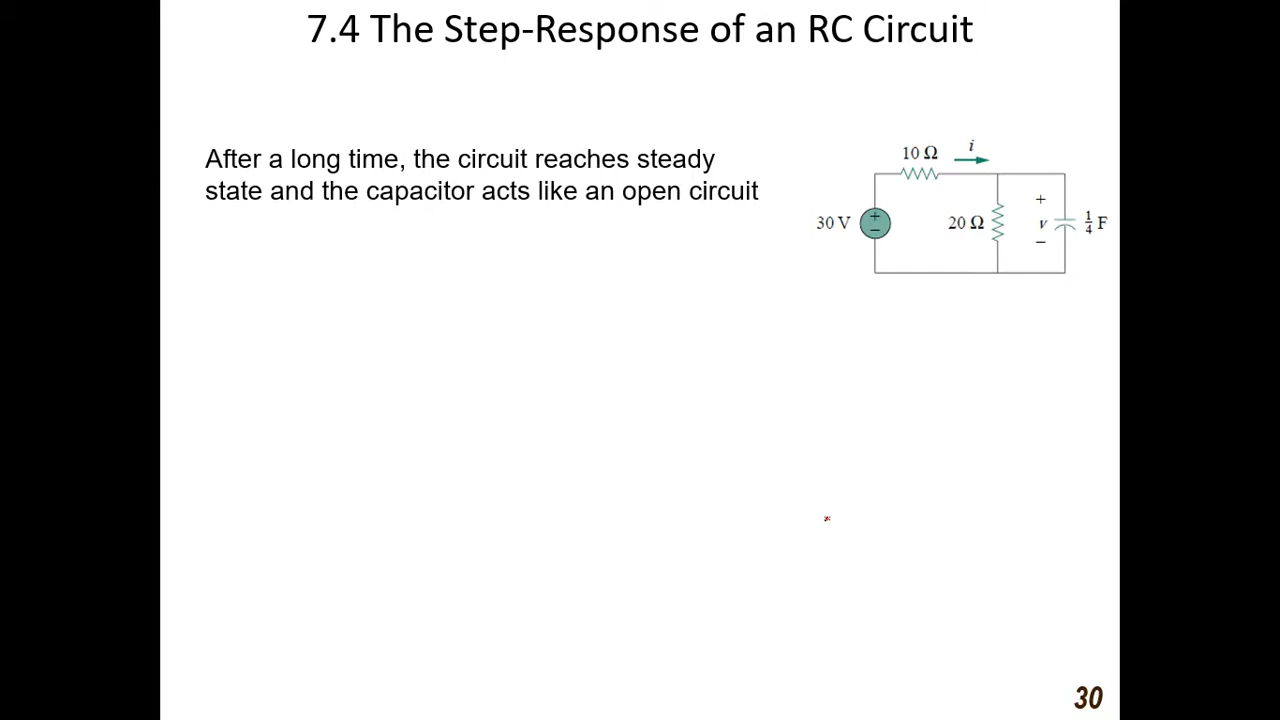 7.4 The Step-Response of an RC Circuit
After a long time, the circuit reaches steady
state and the capacitor acts like an open circuit
10 Ω
i
30 V
+
−
20 Ω
+
v
−
1/4 F
30